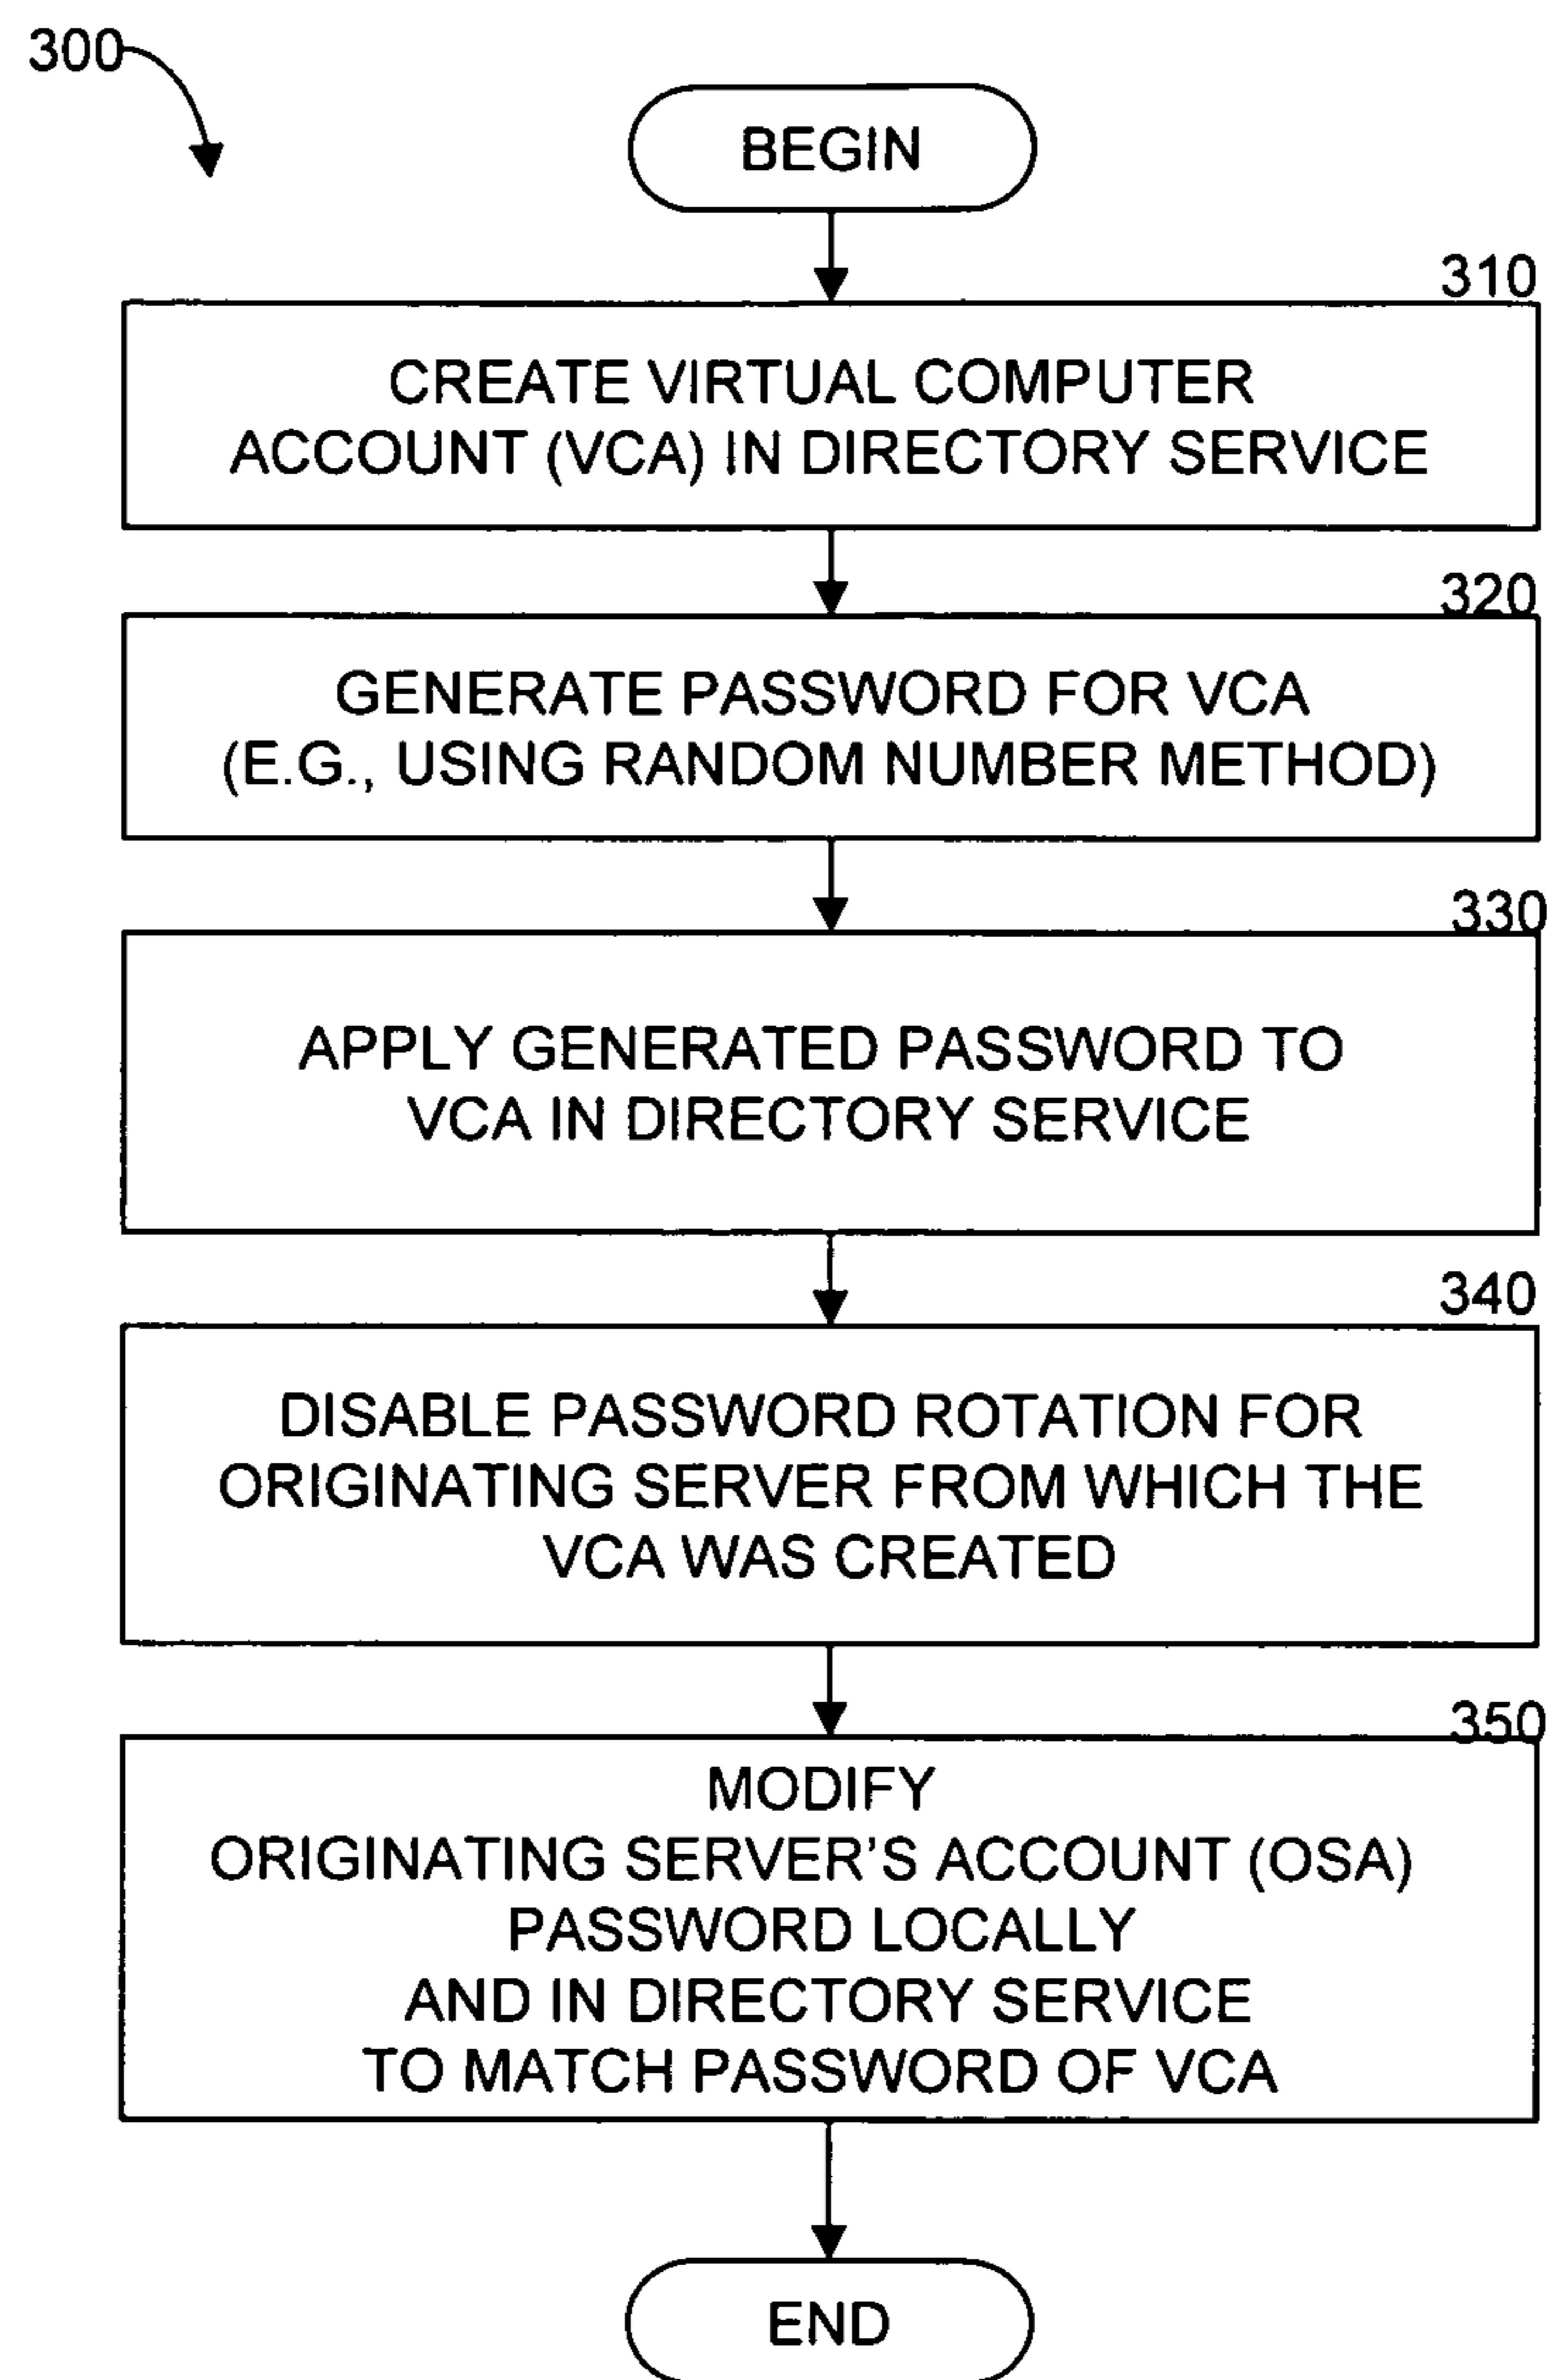 300
BEGIN
310
CREATE VIRTUAL COMPUTER
ACCOUNT (VCA) IN DIRECTORY SERVICE
320
GENERATE PASSWORD FOR VCA
(E.G., USING RANDOM NUMBER METHOD)
330
APPLY GENERATED PASSWORD TO
VCA IN DIRECTORY SERVICE
340
DISABLE PASSWORD ROTATION FOR
ORIGINATING SERVER FROM WHICH THE
VCA WAS CREATED
350
MODIFY
ORIGINATING SERVER'S ACCOUNT (OSA)
PASSWORD LOCALLY
AND IN DIRECTORY SERVICE
TO MATCH PASSWORD OF VCA
END